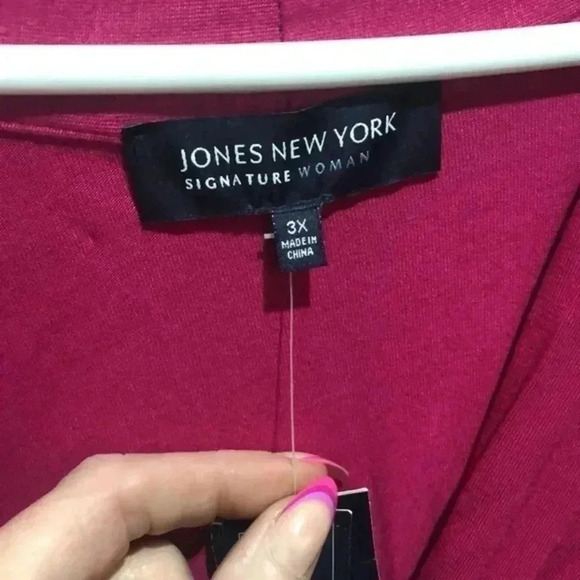 JONES NEW YORK
SIGNATURE WOMAN
3X
MADE IN
CHINA